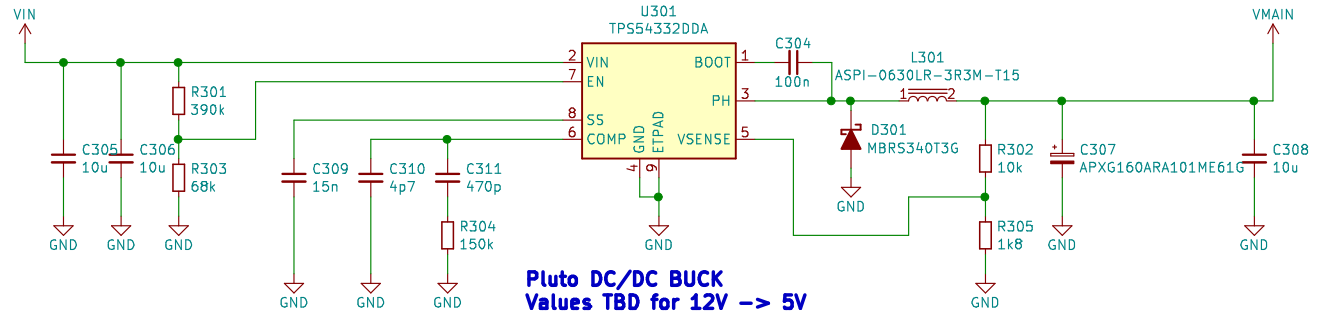 VIN
U301
TPS54332DDA
VMAIN
C304
100n
L301
ASPI-0630LR-3R3M-T15
1 2
2 VIN
7 EN
8 SS
6 COMP
BOOT 1
PH 3
VSENSE 5
GND 4
ETPAD 9
R301
390k
C305
10u
C306
10u
R303
68k
C309
15n
C310
4p7
C311
470p
R304
150k
D301
MBRS340T3G
R302
10k
C307
APXG160ARA101ME61G
C308
10u
R305
1k8
GND
GND
GND
GND
GND
GND
GND
GND
GND
GND
GND
Pluto DC/DC BUCK
Values TBD for 12V -> 5V